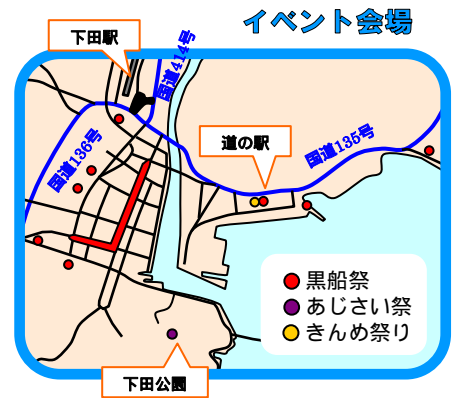 イベント会場
下田駅
国道414号
道の駅
国道135号
国道136号
黒船祭
あじさい祭
きんめ祭り
下田公園